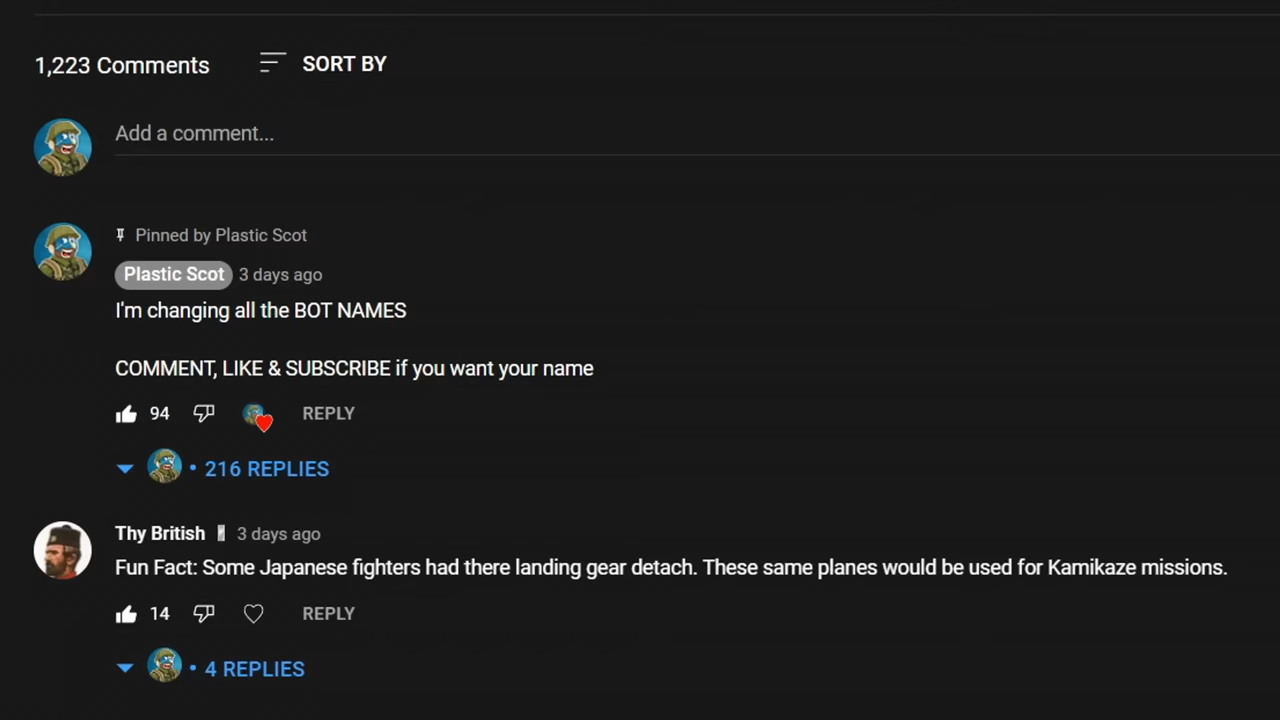 1,223 Comments
SORT BY
Add a comment...
Pinned by Plastic Scot
Plastic Scot 3 days ago
I'm changing all the BOT NAMES
COMMENT, LIKE & SUBSCRIBE if you want your name
94 REPLY
• 216 REPLIES
Thy British 3 days ago
Fun Fact: Some Japanese fighters had there landing gear detach. These same planes would be used for Kamikaze missions.
14 REPLY
• 4 REPLIES